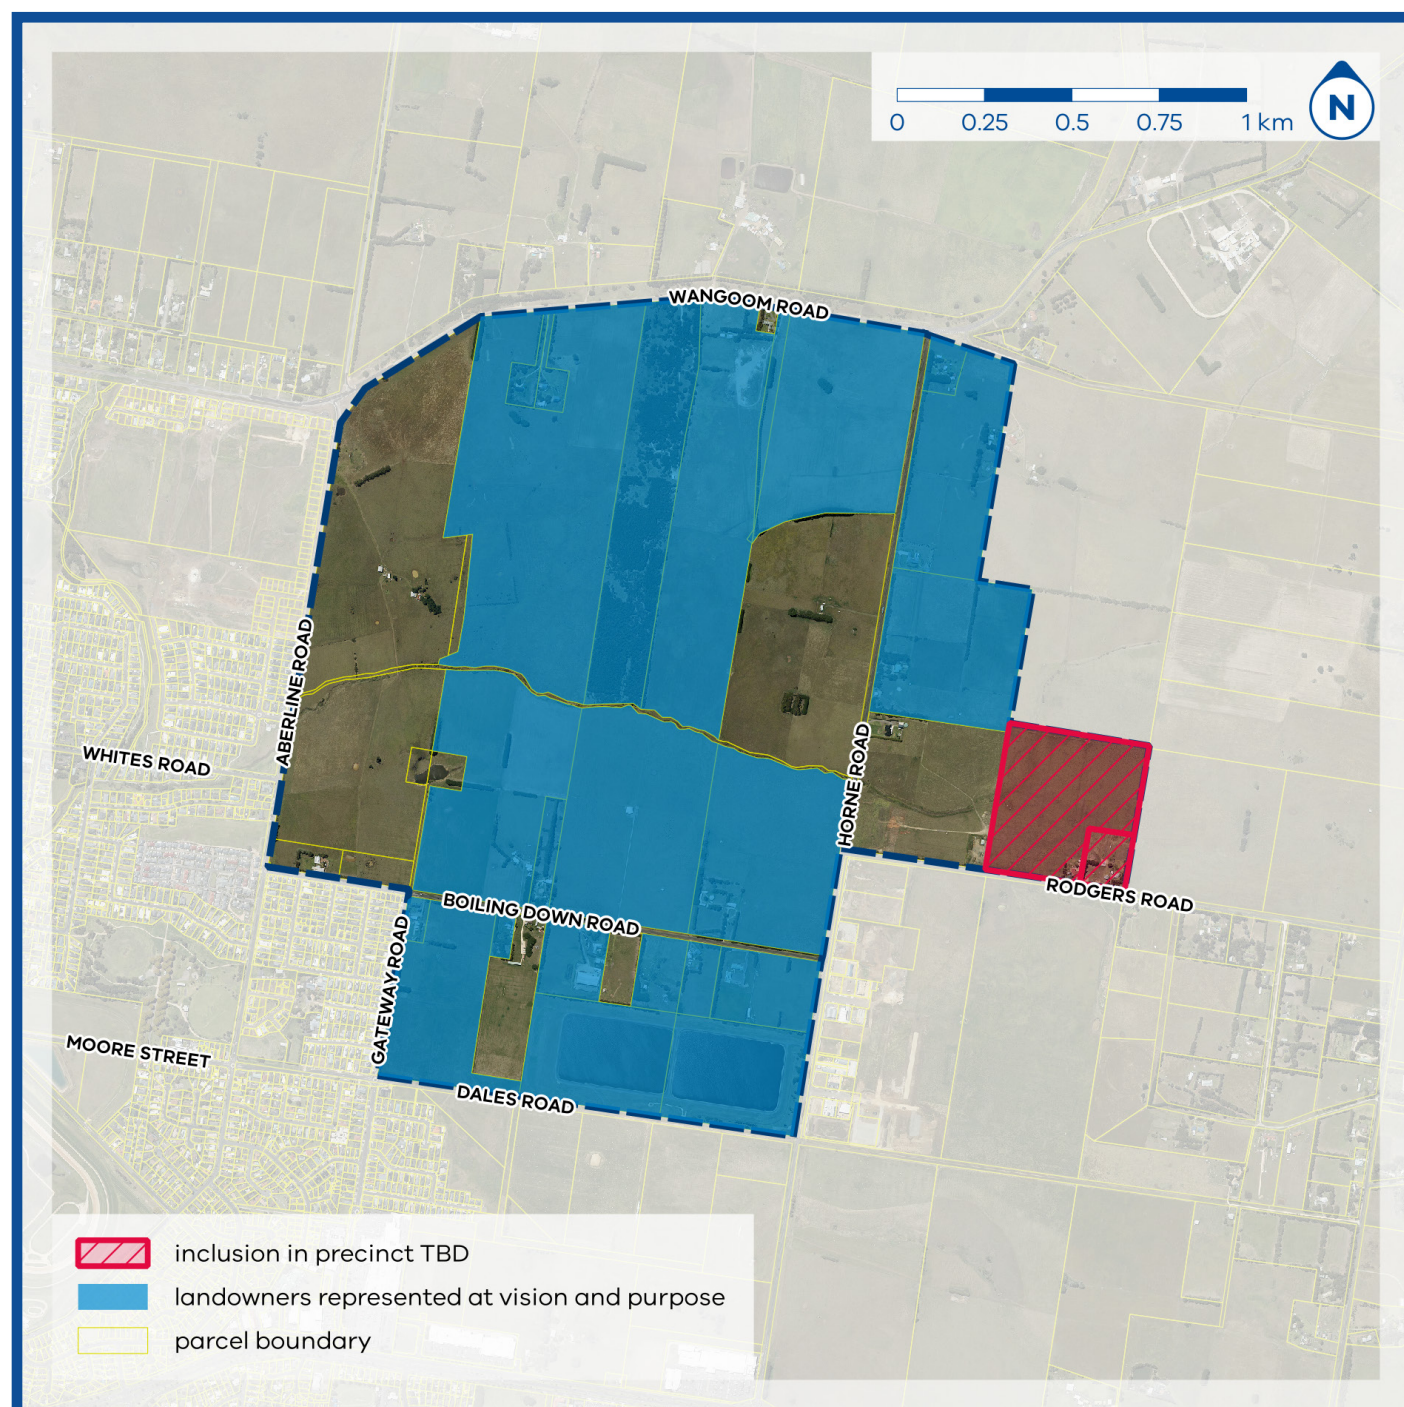 0 0.25 0.5 0.75 1 km
N
WANGOOM ROAD
ABERLINE ROAD
WHITES ROAD
HORNE ROAD
RODGERS ROAD
BOILING DOWN ROAD
GATEWAY ROAD
MOORE STREET
DALES ROAD
inclusion in precinct TBD
landowners represented at vision and purpose
parcel boundary